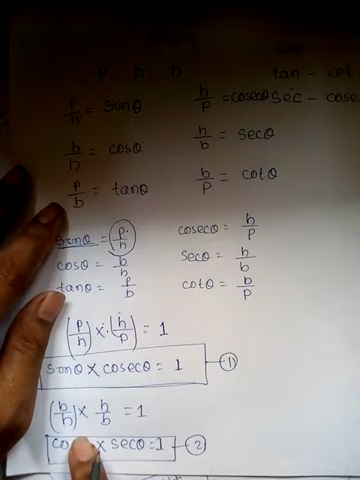 p b h
tan - cot
p/h = sinθ h/p = cosecθ sec - cosec
b/h = cosθ h/b = secθ
p/b = tanθ b/p = cotθ
sinθ = p/h cosecθ = h/p
cosθ = b/h secθ = h/b
tanθ = p/b cotθ = b/p
(p/h) × (h/p) = 1
sinθ × cosecθ = 1 - 1
(b/h) × h/b = 1
cos × secθ = 1 - 2